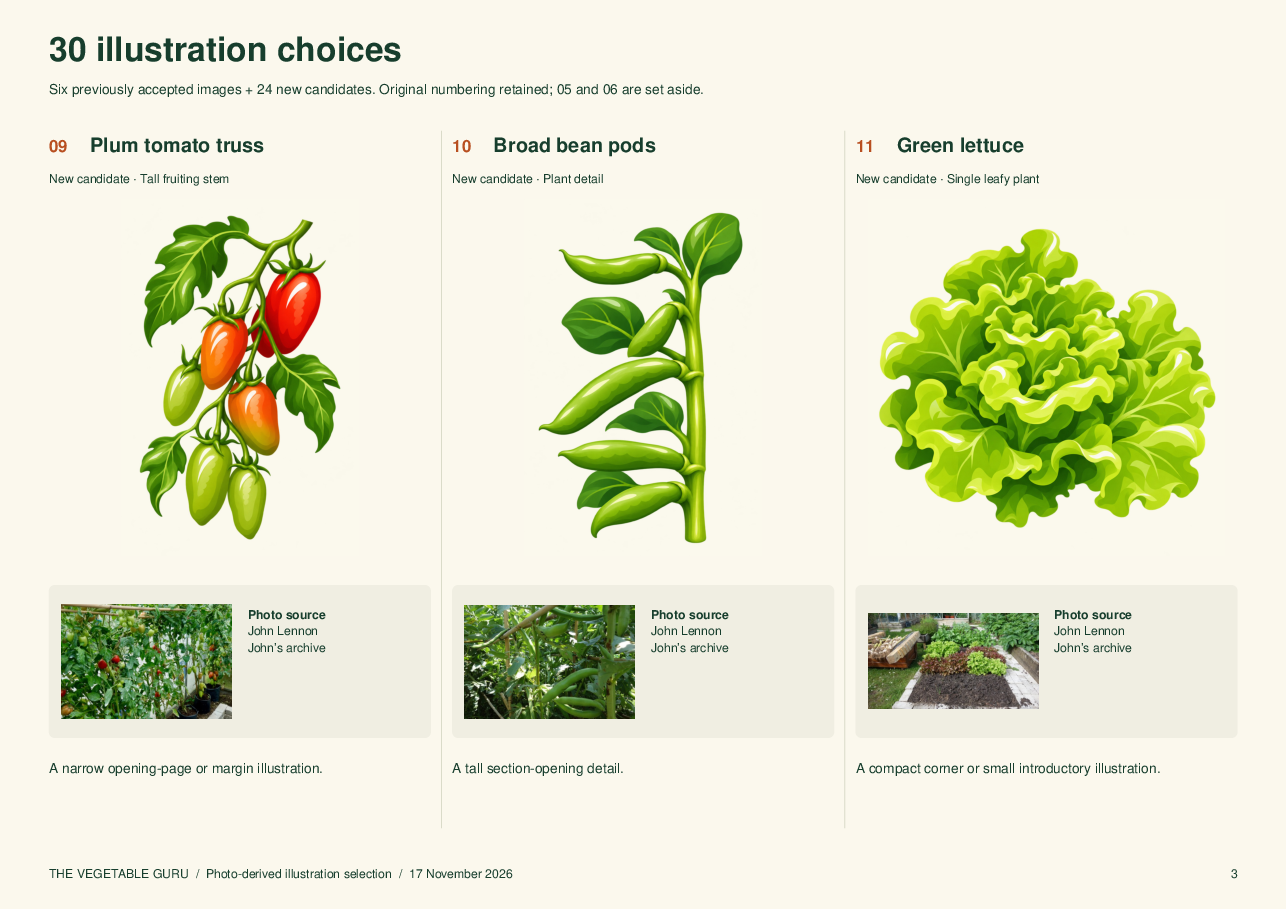 30 illustration choices
Six previously accepted images + 24 new candidates. Original numbering retained; 05 and 06 are set aside.
09 Plum tomato truss
New candidate · Tall fruiting stem
Photo source
John Lennon
John's archive
A narrow opening-page or margin illustration.
10 Broad bean pods
New candidate · Plant detail
Photo source
John Lennon
John's archive
A tall section-opening detail.
11 Green lettuce
New candidate · Single leafy plant
Photo source
John Lennon
John's archive
A compact corner or small introductory illustration.
THE VEGETABLE GURU / Photo-derived illustration selection / 17 November 2026
3